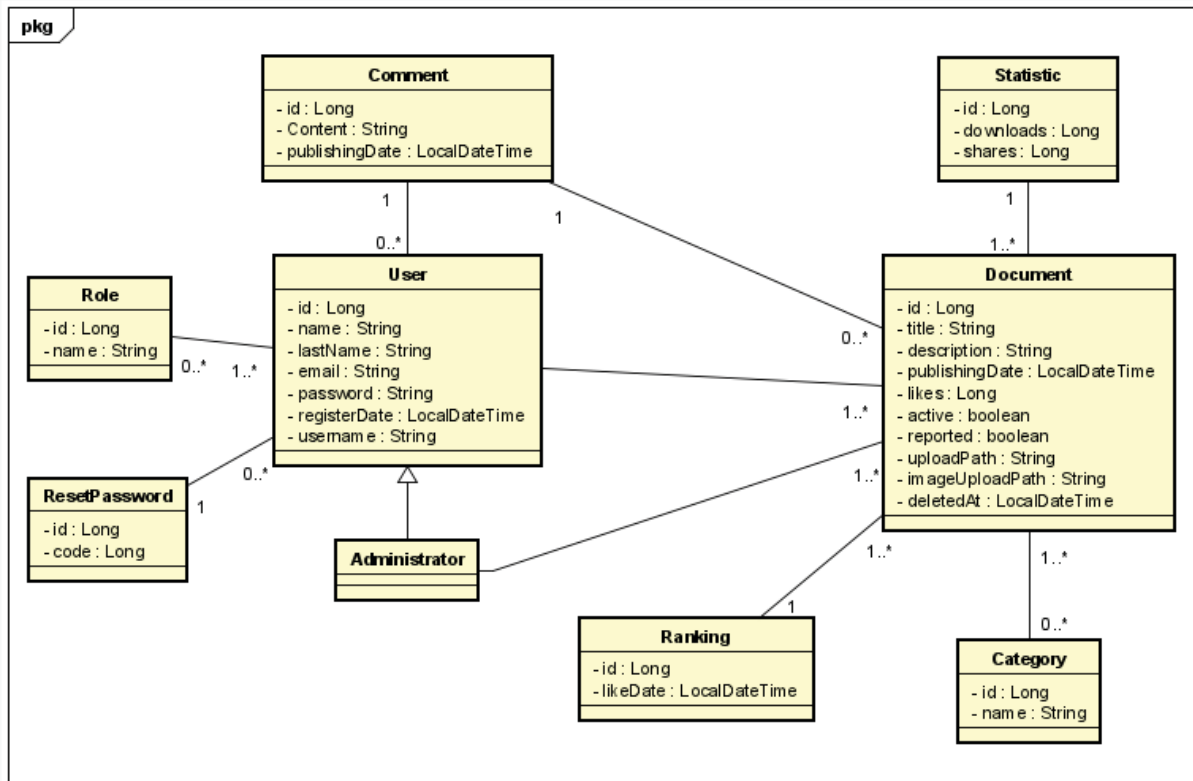 pkg
Comment
- id : Long
- Content : String
- publishingDate : LocalDateTime
Statistic
- id : Long
- downloads : Long
- shares : Long
1
0..*
1
0..*
1
1..*
Role
- id : Long
- name : String
0..*
1..*
User
- id : Long
- name : String
- lastName : String
- email : String
- password : String
- registerDate : LocalDateTime
- username : String
1..*
Document
- id : Long
- title : String
- description : String
- publishingDate : LocalDateTime
- likes : Long
- active : boolean
- reported : boolean
- uploadPath : String
- imageUploadPath : String
- deletedAt : LocalDateTime
0..*
1
ResetPassword
- id : Long
- code : Long
Administrator
1..*
1..*
1
1..*
0..*
Ranking
- id : Long
- likeDate : LocalDateTime
Category
- id : Long
- name : String